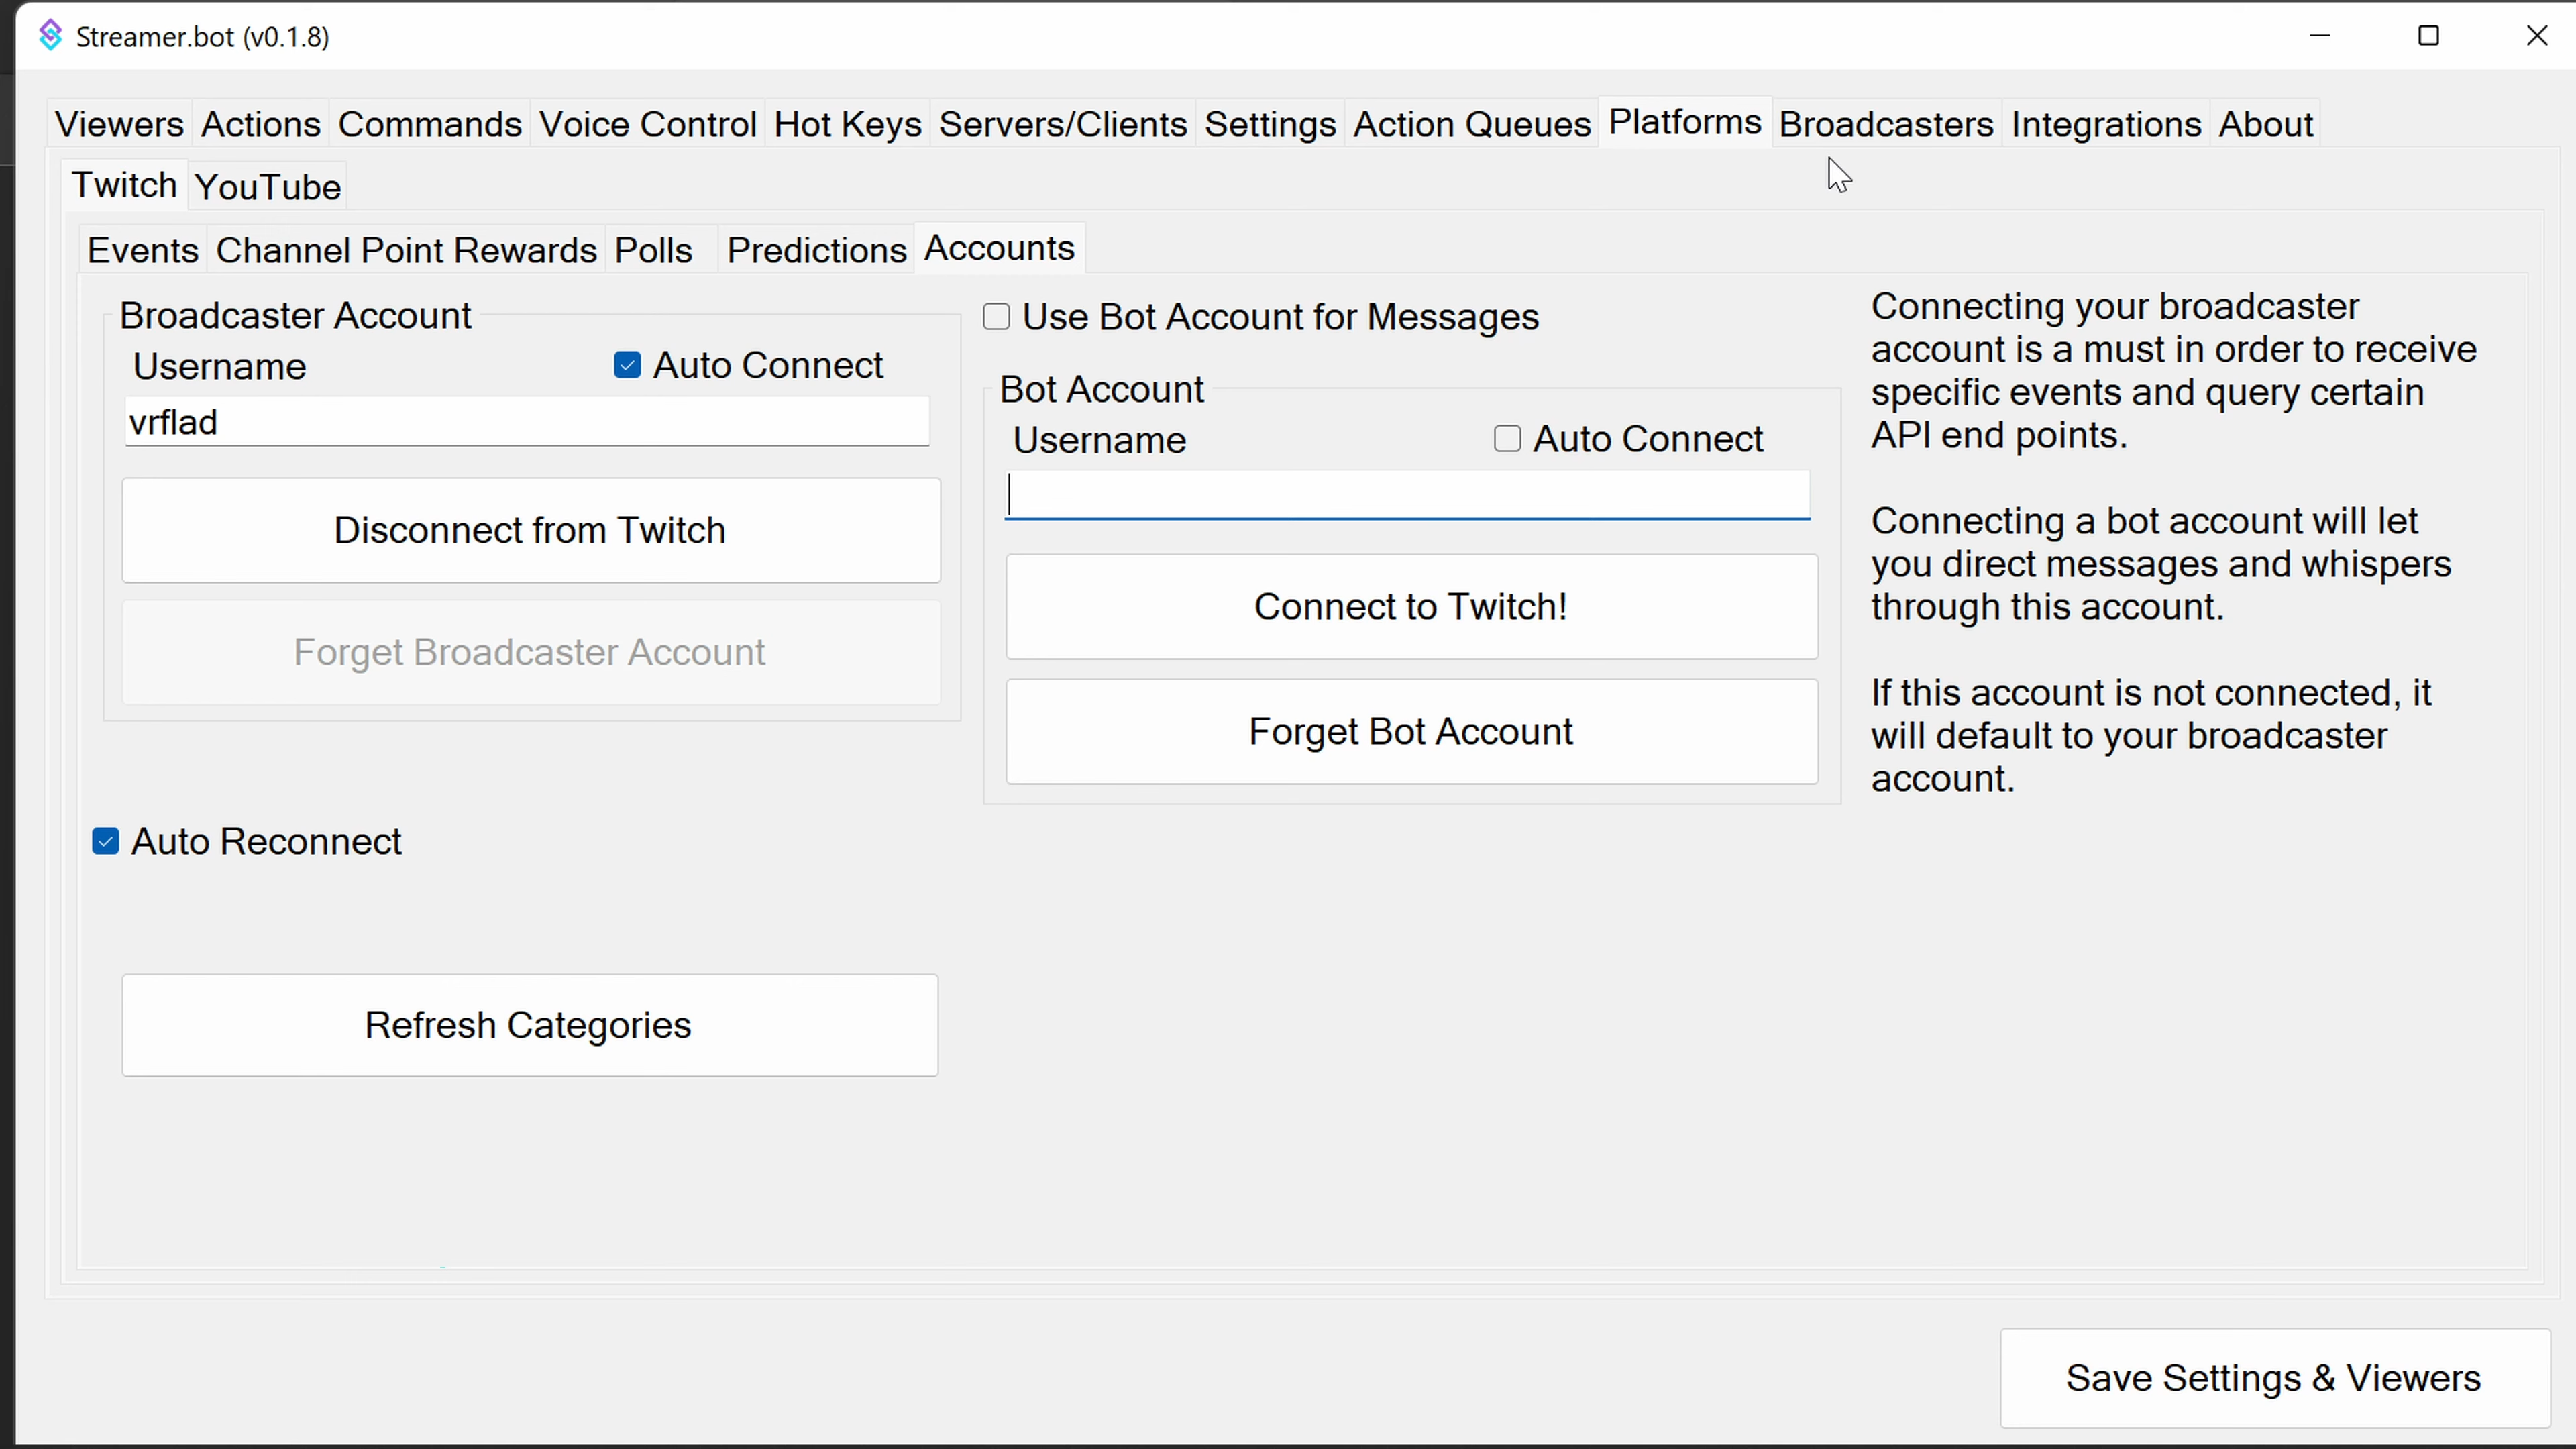 Streamer.bot (v0.1.8)
Viewers Actions Commands Voice Control Hot Keys Servers/Clients Settings Action Queues Platforms Broadcasters Integrations About
Twitch YouTube
Events Channel Point Rewards Polls Predictions Accounts
Broadcaster Account
Username Auto Connect
vrflad
Disconnect from Twitch
Forget Broadcaster Account
Auto Reconnect
Refresh Categories
Use Bot Account for Messages
Bot Account
Username Auto Connect
Connect to Twitch!
Forget Bot Account
Connecting your broadcaster
account is a must in order to receive
specific events and query certain
API end points.
Connecting a bot account will let
you direct messages and whispers
through this account.
If this account is not connected, it
will default to your broadcaster
account.
Save Settings & Viewers